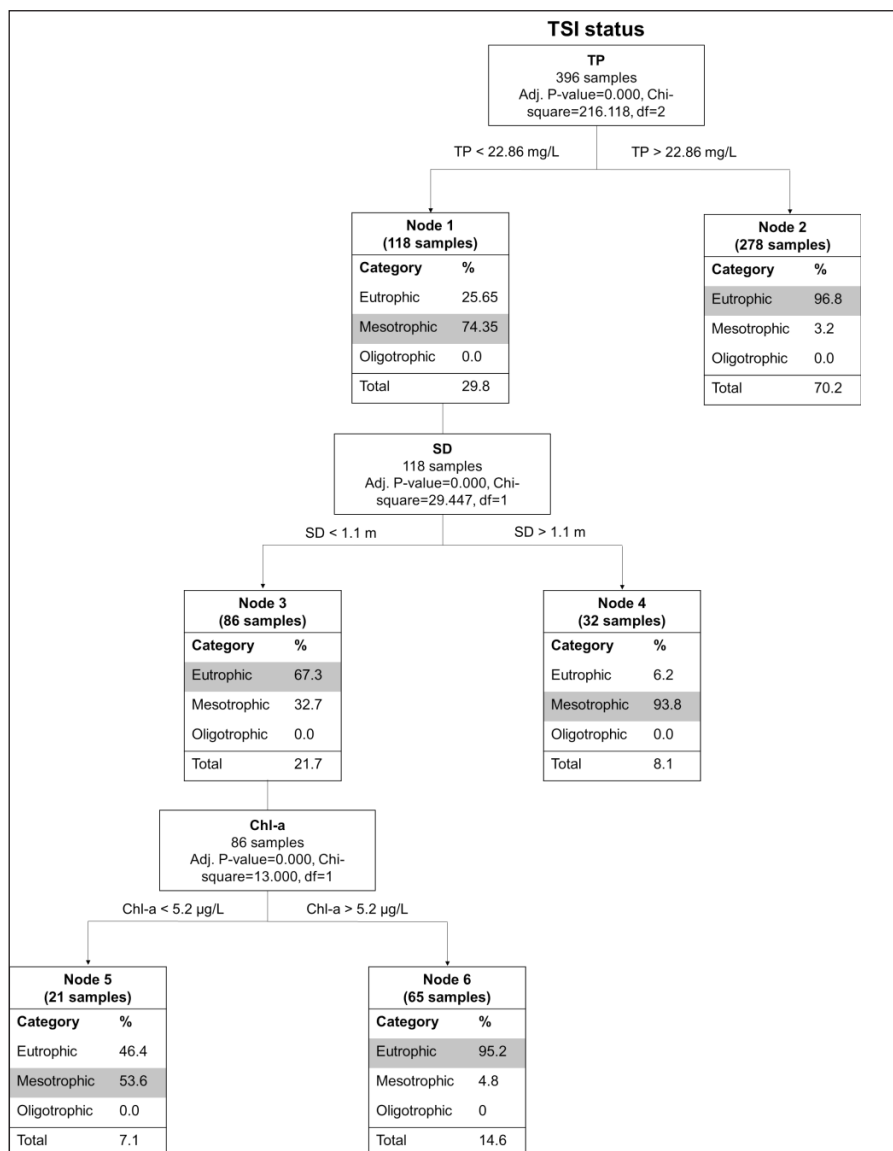 TSI status
TP
396 samples
Adj. P-value=0.000, Chi-
square=216.118, df=2
TP < 22.86 mg/L
TP > 22.86 mg/L
Node 1
(118 samples)
Category %
Eutrophic 25.65
Mesotrophic 74.35
Oligotrophic 0.0
Total 29.8
Node 2
(278 samples)
Category %
Eutrophic 96.8
Mesotrophic 3.2
Oligotrophic 0.0
Total 70.2
SD
118 samples
Adj. P-value=0.000, Chi-
square=29.447, df=1
SD < 1.1 m
SD > 1.1 m
Node 3
(86 samples)
Category %
Eutrophic 67.3
Mesotrophic 32.7
Oligotrophic 0.0
Total 21.7
Node 4
(32 samples)
Category %
Eutrophic 6.2
Mesotrophic 93.8
Oligotrophic 0.0
Total 8.1
Chl-a
86 samples
Adj. P-value=0.000, Chi-
square=13.000, df=1
Chl-a < 5.2 µg/L
Chl-a > 5.2 µg/L
Node 5
(21 samples)
Category %
Eutrophic 46.4
Mesotrophic 53.6
Oligotrophic 0.0
Total 7.1
Node 6
(65 samples)
Category %
Eutrophic 95.2
Mesotrophic 4.8
Oligotrophic 0
Total 14.6